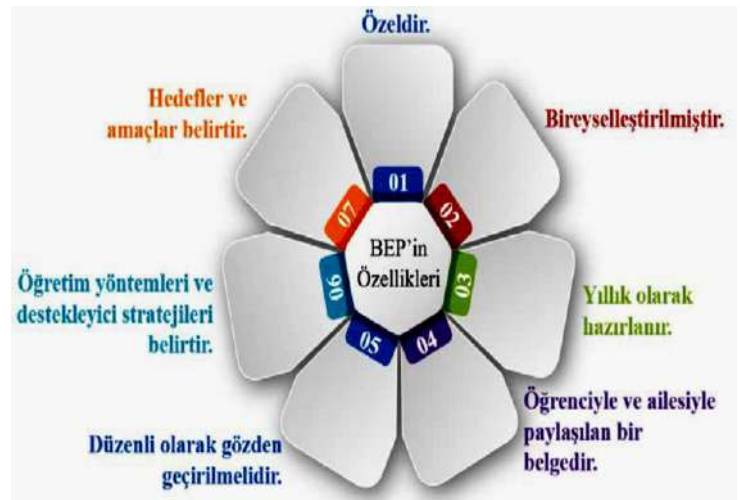 Özeldir.
01
Bireyselleştirilmiştir.
02
Yıllık olarak
hazırlanır.
03
Öğrenciyle ve ailesiyle
paylaşılan bir
belgedir.
04
Düzenli olarak gözden
geçirilmelidir.
05
Öğretim yöntemleri ve
destekleyici stratejileri
belirtir.
06
Hedefler ve
amaçlar belirtir.
07
BEP’in
Özellikleri